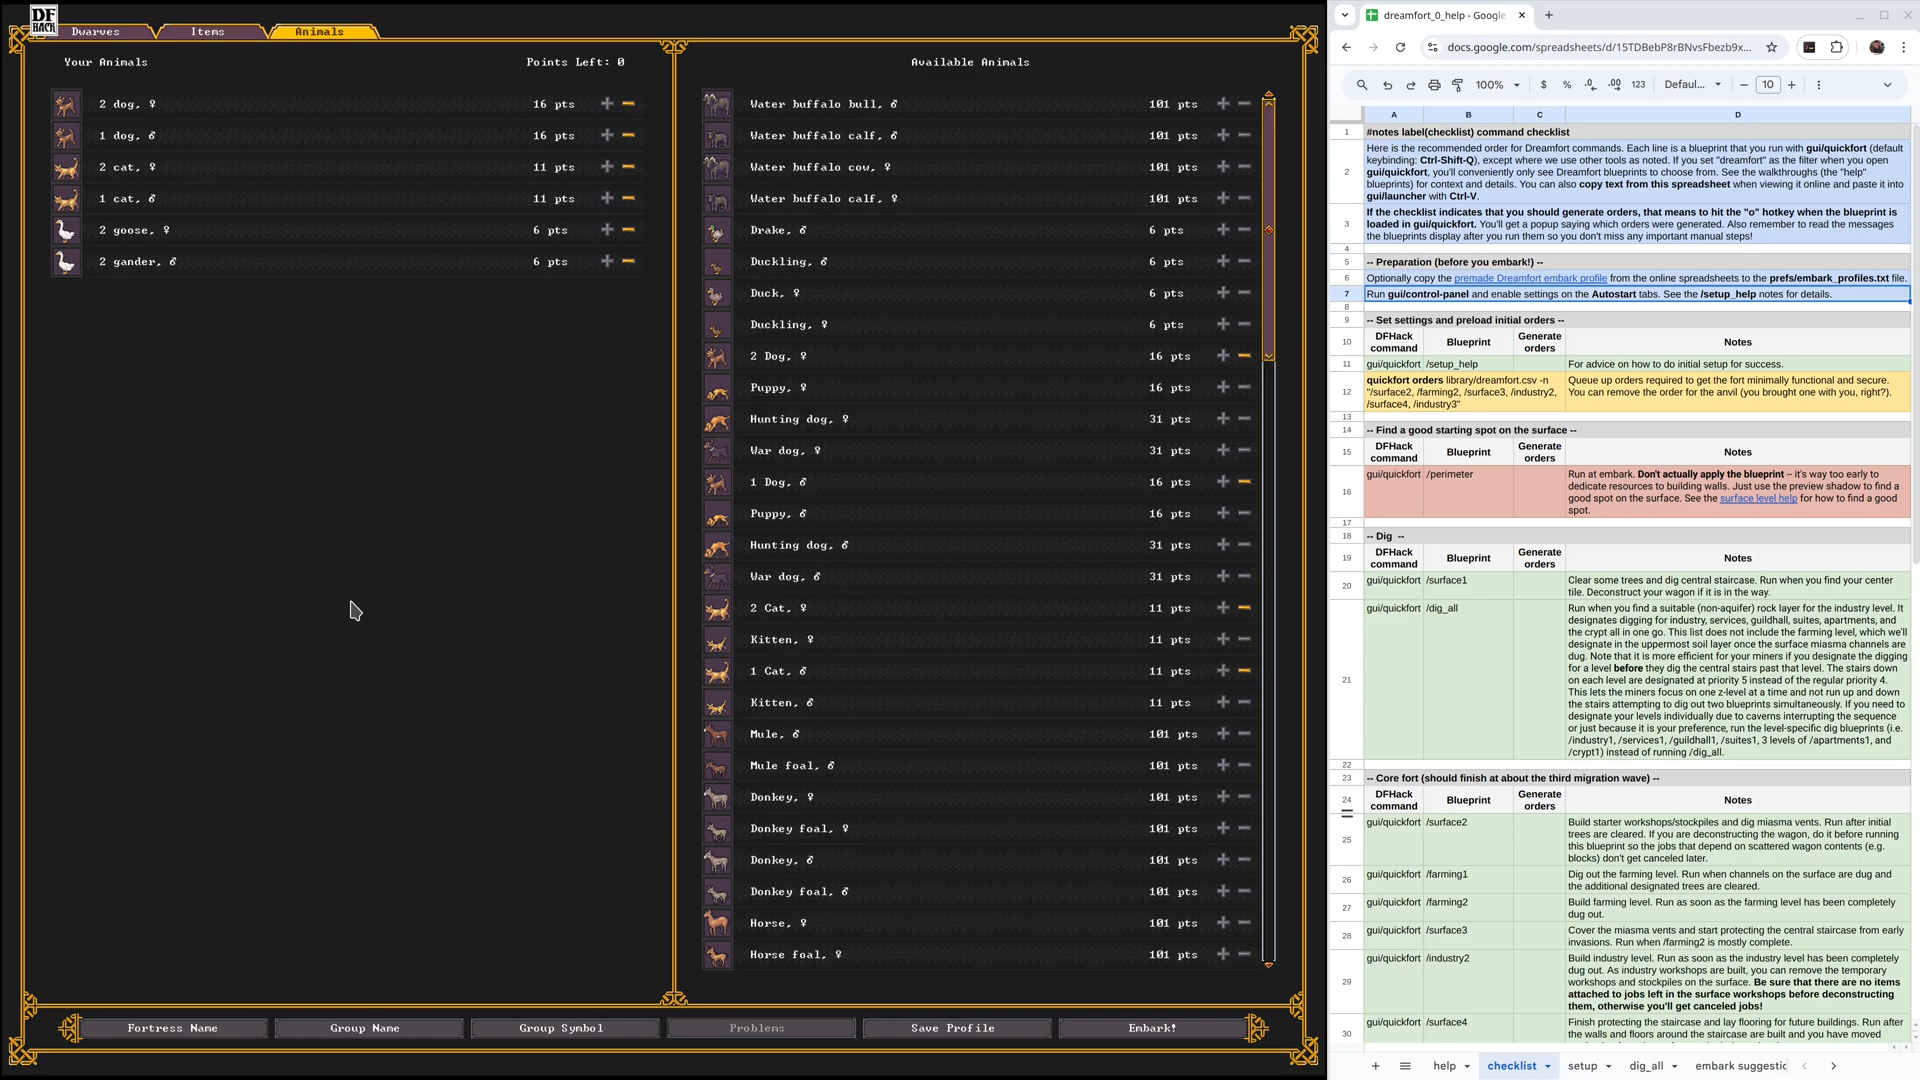 DF
HACK
Dwarves
Items
Animals
Your Animals
Points Left: 0
2 dog, ♀ 16 pts
1 dog, ♂ 16 pts
2 cat, ♀ 11 pts
1 cat, ♂ 11 pts
2 goose, ♀ 6 pts
2 gander, ♂ 6 pts
Available Animals
Water buffalo bull, ♂ 101 pts
Water buffalo calf, ♂ 101 pts
Water buffalo cow, ♀ 101 pts
Water buffalo calf, ♀ 101 pts
Drake, ♂ 6 pts
Duckling, ♂ 6 pts
Duck, ♀ 6 pts
Duckling, ♀ 6 pts
2 Dog, ♀ 16 pts
Puppy, ♀ 16 pts
Hunting dog, ♀ 31 pts
War dog, ♀ 31 pts
1 Dog, ♂ 16 pts
Puppy, ♂ 16 pts
Hunting dog, ♂ 31 pts
War dog, ♂ 31 pts
2 Cat, ♀ 11 pts
Kitten, ♀ 11 pts
1 Cat, ♂ 11 pts
Kitten, ♂ 11 pts
Mule, ♂ 101 pts
Mule foal, ♂ 101 pts
Donkey, ♀ 101 pts
Donkey foal, ♀ 101 pts
Donkey, ♂ 101 pts
Donkey foal, ♂ 101 pts
Horse, ♀ 101 pts
Horse foal, ♀ 101 pts
Fortress Name
Group Name
Group Symbol
Problems
Save Profile
Embark!
dreamfort_0_help - Google
docs.google.com/spreadsheets/d/15TDBebP8rBNvsFbezb9x...
100% $ % .0 .00 123 Defaul... 10
A B C D
1 #notes label(checklist) command checklist
2
Here is the recommended order for Dreamfort commands. Each line is a blueprint that you run with gui/quickfort (default
keybinding: Ctrl-Shift-Q), except where we use other tools as noted. If you set "dreamfort" as the filter when you open
gui/quickfort, you'll conveniently only see Dreamfort blueprints to choose from. See the walkthroughs (the "help"
blueprints) for context and details. You can also copy text from this spreadsheet when viewing it online and paste it into
gui/launcher with Ctrl-V.
3
If the checklist indicates that you should generate orders, that means to hit the "o" hotkey when the blueprint is
loaded in gui/quickfort. You'll get a popup saying which orders were generated. Also remember to read the messages
the blueprints display after you run them so you don't miss any important manual steps!
4
5 -- Preparation (before you embark!) --
6 Optionally copy the premade Dreamfort embark profile from the online spreadsheets to the prefs/embark_profiles.txt file.
7 Run gui/control-panel and enable settings on the Autostart tabs. See the /setup_help notes for details.
8
9 -- Set settings and preload initial orders --
10
DFHack
command
Blueprint
Generate
orders
Notes
11 gui/quickfort /setup_help For advice on how to do initial setup for success.
12
quickfort orders library/dreamfort.csv -n
"/surface2, /farming2, /surface3, /industry2,
/surface4, /industry3"
Queue up orders required to get the fort minimally functional and secure.
You can remove the order for the anvil (you brought one with you, right?).
13
14 -- Find a good starting spot on the surface --
15
DFHack
command
Blueprint
Generate
orders
Notes
16
gui/quickfort /perimeter
Run at embark. Don't actually apply the blueprint – it's way too early to
dedicate resources to building walls. Just use the preview shadow to find a
good spot on the surface. See the surface level help for how to find a good
spot.
17
18 -- Dig --
19
DFHack
command
Blueprint
Generate
orders
Notes
20
gui/quickfort /surface1
Clear some trees and dig central staircase. Run when you find your center
tile. Deconstruct your wagon if it is in the way.
21
gui/quickfort /dig_all
Run when you find a suitable (non-aquifer) rock layer for the industry level. It
designates digging for industry, services, guildhall, suites, apartments, and
the crypt all in one go. This list does not include the farming level, which we'll
designate in the uppermost soil layer once the surface miasma channels are
dug. Note that it is more efficient for your miners if you designate the digging
for a level before they dig the central stairs past that level. The stairs down
on each level are designated at priority 5 instead of the regular priority 4.
This lets the miners focus on one z-level at a time and not run up and down
the stairs attempting to dig out two blueprints simultaneously. If you need to
designate your levels individually due to caverns interrupting the sequence
or just because it is your preference, run the level-specific dig blueprints (i.e.
/industry1, /services1, /guildhall1, /suites1, 3 levels of /apartments1, and
/crypt1) instead of running /dig_all.
22
23 -- Core fort (should finish at about the third migration wave) --
24
DFHack
command
Blueprint
Generate
orders
Notes
25
gui/quickfort /surface2
Build starter workshops/stockpiles and dig miasma vents. Run after initial
trees are cleared. If you are deconstructing the wagon, do it before running
this blueprint so the jobs that depend on scattered wagon contents (e.g.
blocks) don't get canceled later.
26
gui/quickfort /farming1
Dig out the farming level. Run when channels on the surface are dug and
the additional designated trees are cleared.
27
gui/quickfort /farming2
Build farming level. Run as soon as the farming level has been completely
dug out.
28
gui/quickfort /surface3
Cover the miasma vents and start protecting the central staircase from early
invasions. Run when /farming2 is mostly complete.
29
gui/quickfort /industry2
Build industry level. Run as soon as the industry level has been completely
dug out. As industry workshops are built, you can remove the temporary
workshops and stockpiles on the surface. Be sure that there are no items
attached to jobs left in the surface workshops before deconstructing
them, otherwise you'll get canceled jobs!
30
gui/quickfort /surface4
Finish protecting the staircase and lay flooring for future buildings. Run after
the walls and floors around the staircase are built and you have moved
help checklist setup dig_all embark suggestic